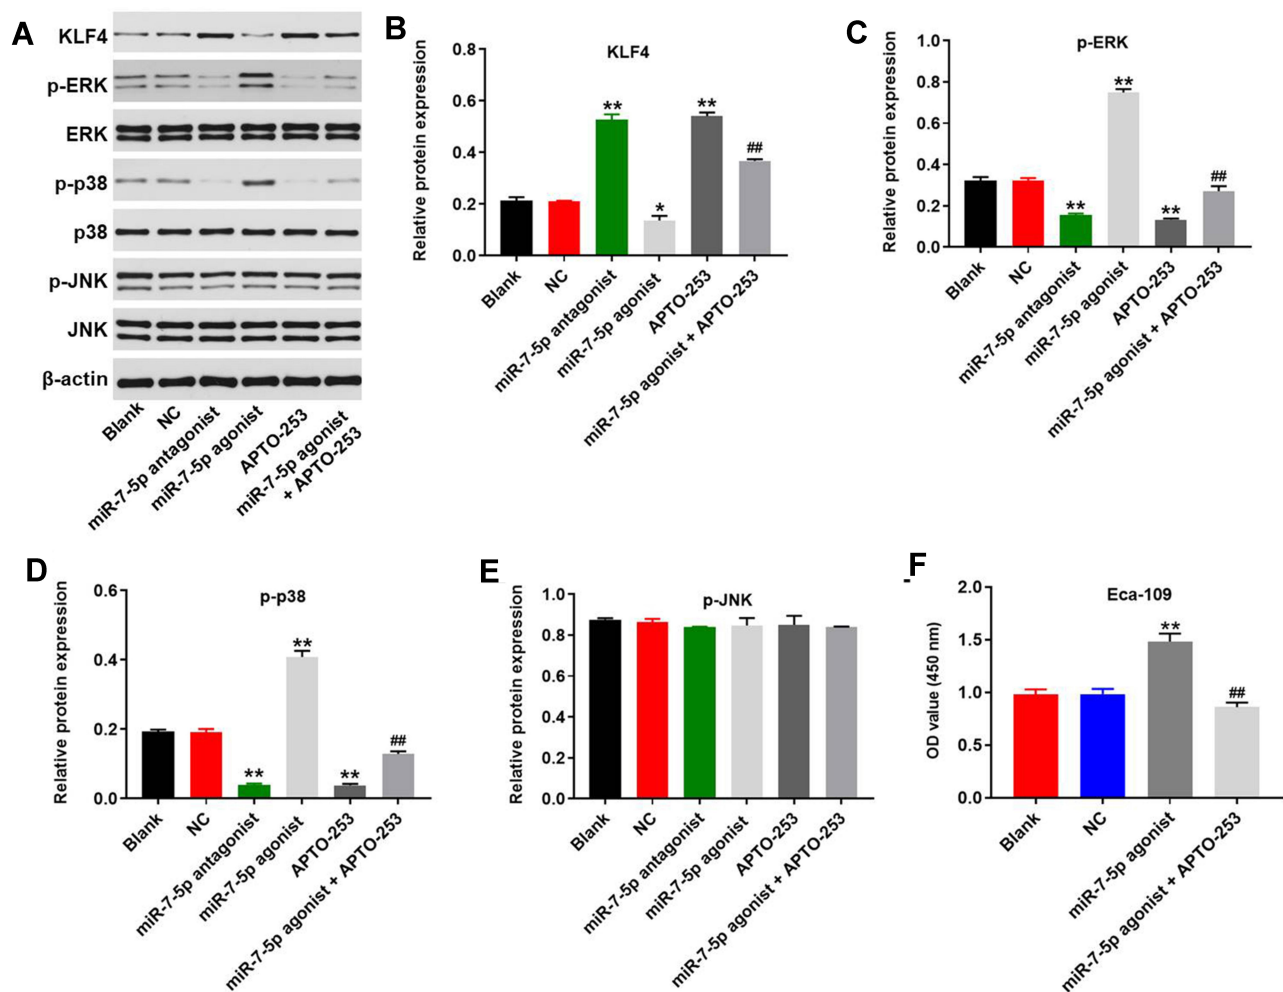 A
KLF4
p-ERK
ERK
p-p38
p38
p-JNK
JNK
β-actin
Blank
NC
miR-7-5p antagonist
miR-7-5p agonist
APTO-253
miR-7-5p agonist
+ APTO-253
B
KLF4
Relative protein expression
0.8
0.6
0.4
0.2
0.0
**
*
**
##
Blank
NC
miR-7-5p antagonist
miR-7-5p agonist
APTO-253
miR-7-5p agonist + APTO-253
C
p-ERK
Relative protein expression
1.0
0.8
0.6
0.4
0.2
0.0
**
**
**
##
Blank
NC
miR-7-5p antagonist
miR-7-5p agonist
APTO-253
miR-7-5p agonist + APTO-253
D
p-p38
Relative protein expression
0.6
0.4
0.2
0.0
**
**
**
##
Blank
NC
miR-7-5p antagonist
miR-7-5p agonist
APTO-253
miR-7-5p agonist + APTO-253
E
p-JNK
Relative protein expression
1.0
0.8
0.6
0.4
0.2
0.0
Blank
NC
miR-7-5p antagonist
miR-7-5p agonist
APTO-253
miR-7-5p agonist + APTO-253
F
Eca-109
OD value (450 nm)
2.0
1.5
1.0
0.5
0.0
**
##
Blank
NC
miR-7-5p agonist
miR-7-5p agonist + APTO-253